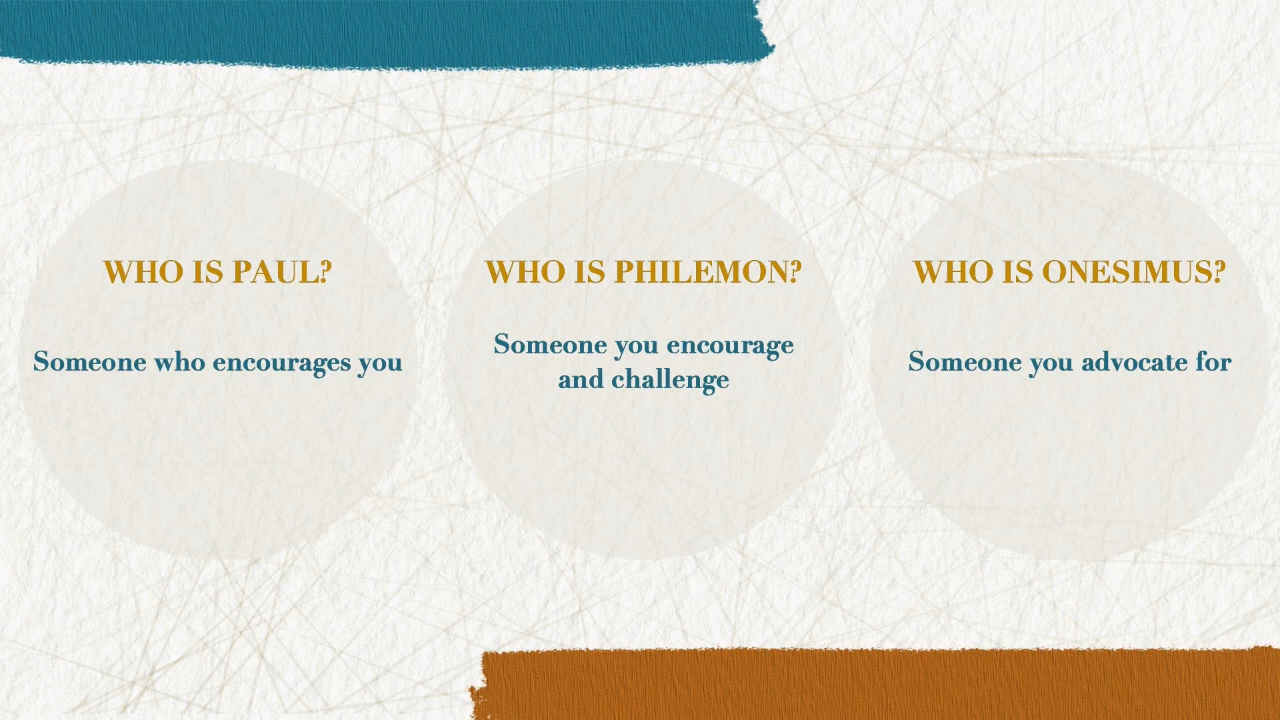 WHO IS PAUL?
Someone who encourages you
WHO IS PHILEMON?
Someone you encourage
and challenge
WHO IS ONESIMUS?
Someone you advocate for